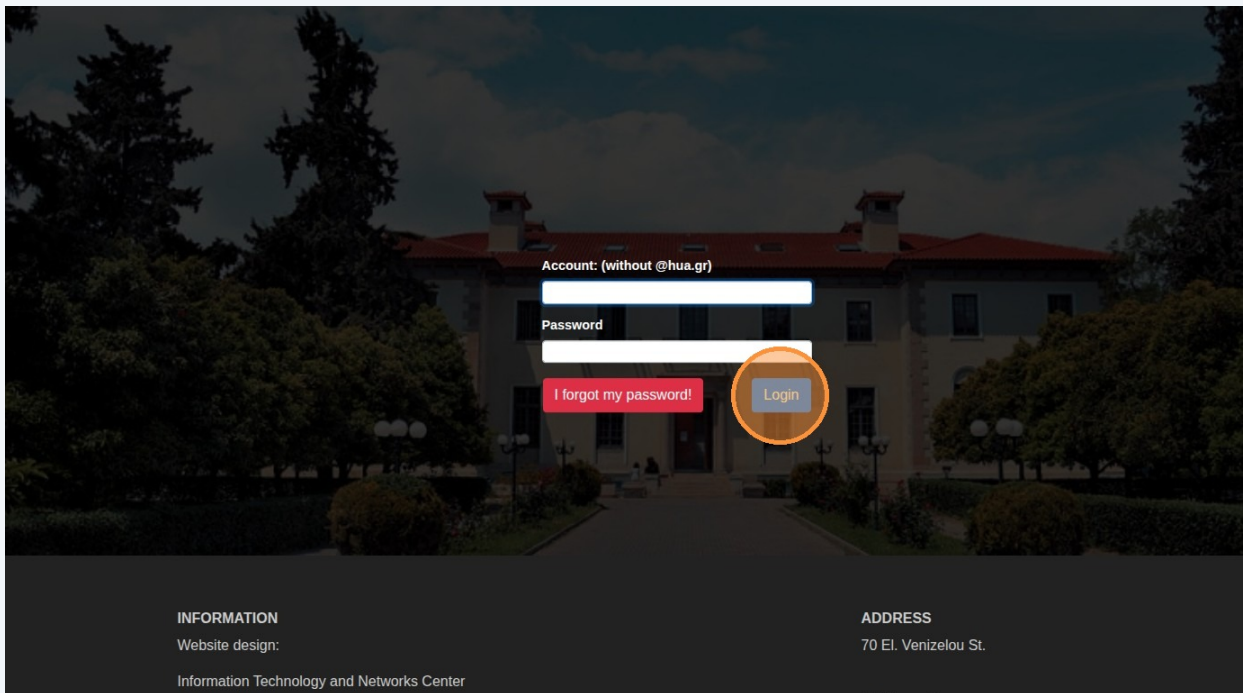 Account: (without @hua.gr)
Password
I forgot my password!
Login
INFORMATION
Website design:
Information Technology and Networks Center
ADDRESS
70 El. Venizelou St.